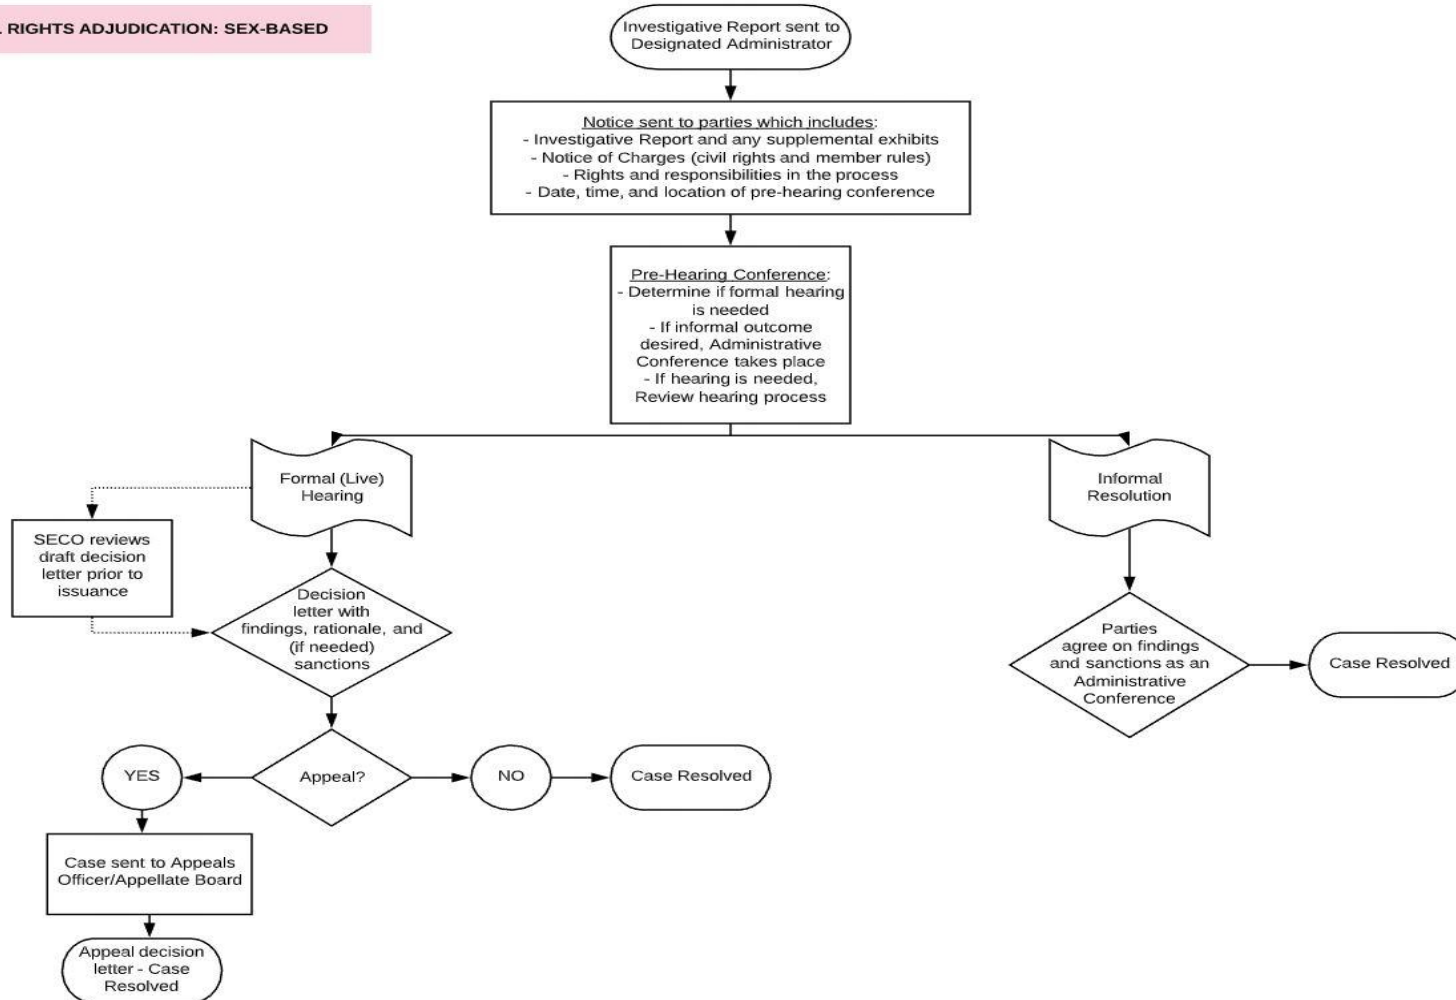 RIGHTS ADJUDICATION: SEX-BASED
Investigative Report sent to
Designated Administrator
Notice sent to parties which includes:
- Investigative Report and any supplemental exhibits
- Notice of Charges (civil rights and member rules)
- Rights and responsibilities in the process
- Date, time, and location of pre-hearing conference
Pre-Hearing Conference:
- Determine if formal hearing
is needed
- If informal outcome
desired, Administrative
Conference takes place
- If hearing is needed,
Review hearing process
Formal (Live)
Hearing
Informal
Resolution
SECO reviews
draft decision
letter prior to
issuance
Decision
letter with
findings, rationale, and
(if needed)
sanctions
Parties
agree on findings
and sanctions as an
Administrative
Conference
Case Resolved
YES
Appeal?
NO
Case Resolved
Case sent to Appeals
Officer/Appellate Board
Appeal decision
letter - Case
Resolved